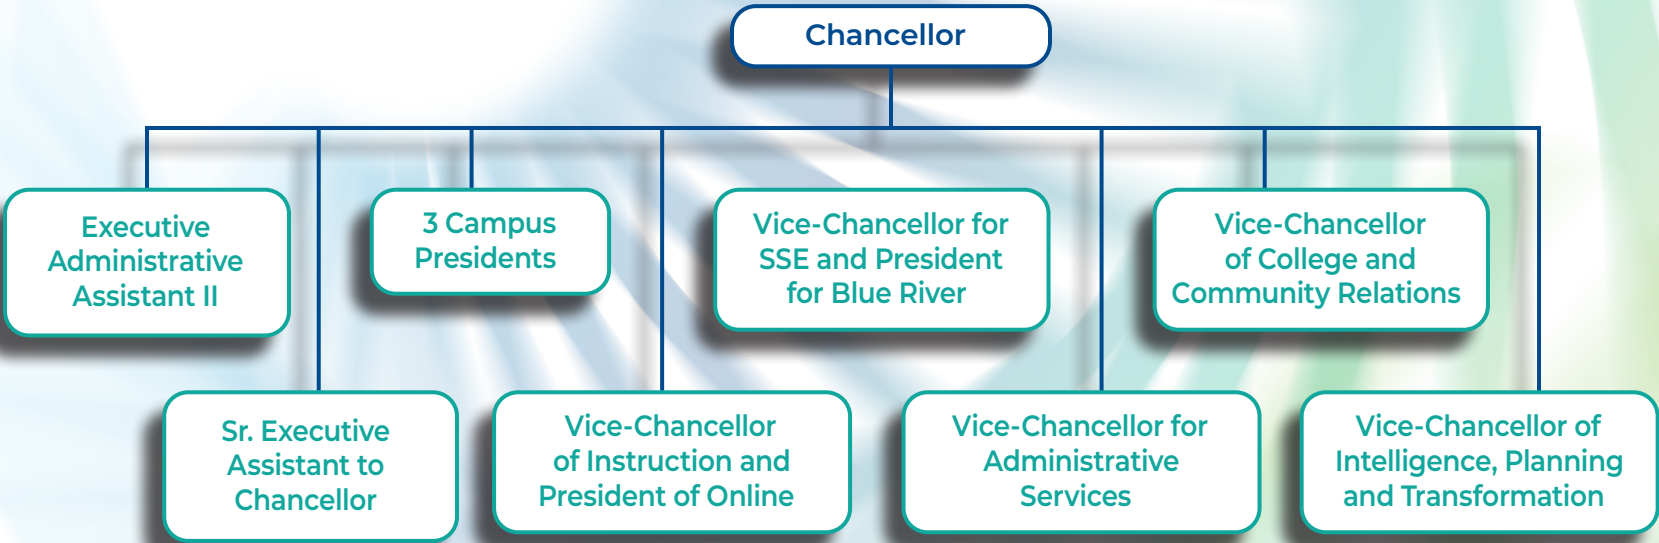 Chancellor
Executive
Administrative
Assistant II
3 Campus
Presidents
Vice-Chancellor for
SSE and President
for Blue River
Vice-Chancellor
of College and
Community Relations
Sr. Executive
Assistant to
Chancellor
Vice-Chancellor
of Instruction and
President of Online
Vice-Chancellor for
Administrative
Services
Vice-Chancellor of
Intelligence, Planning
and Transformation